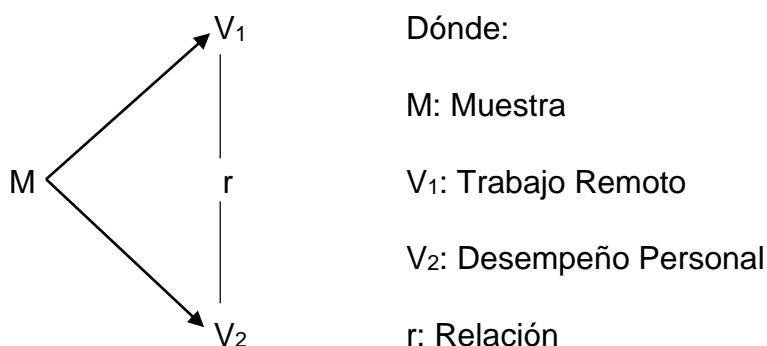 V₁ Dónde:
M: Muestra
M r V₁: Trabajo Remoto
V₂: Desempeño Personal
V₂ r: Relación